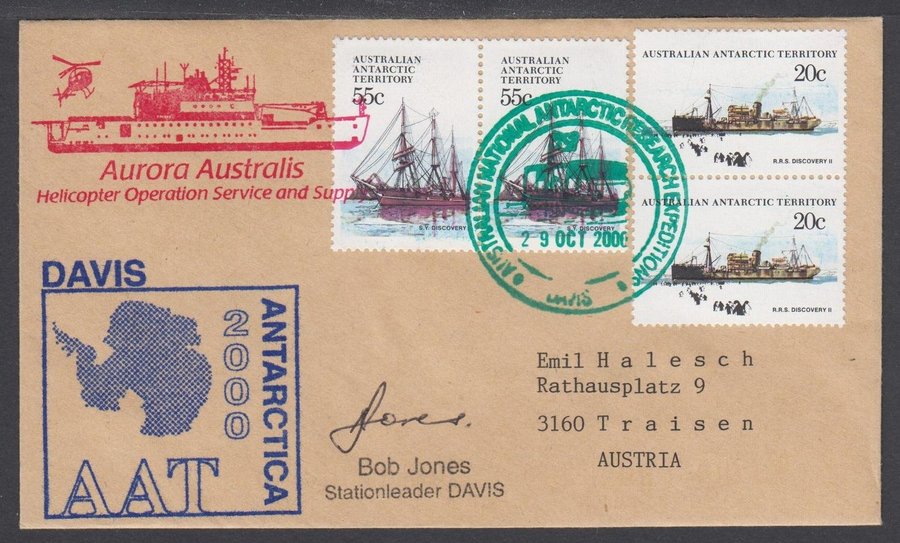 Aurora Australis
Helicopter Operation Service and Supp
AUSTRALIAN
ANTARCTIC
TERRITORY
55c
S.Y. DISCOVERY
AUSTRALIAN
ANTARCTIC
TERRITORY
55c
S.Y. DISCOVERY
AUSTRALIAN ANTARCTIC TERRITORY
20c
R.R.S. DISCOVERY II
AUSTRALIAN ANTARCTIC TERRITORY
20c
R.R.S. DISCOVERY II
AUSTRALIAN NATIONAL ANTARCTIC RESEARCH EXPEDITIONS
29 OCT 2000
DAVIS
DAVIS
ANTARCTICA
2000
AAT
Jones.
Bob Jones
Stationleader DAVIS
Emil Halesch
Rathausplatz 9
3160 Traisen
AUSTRIA